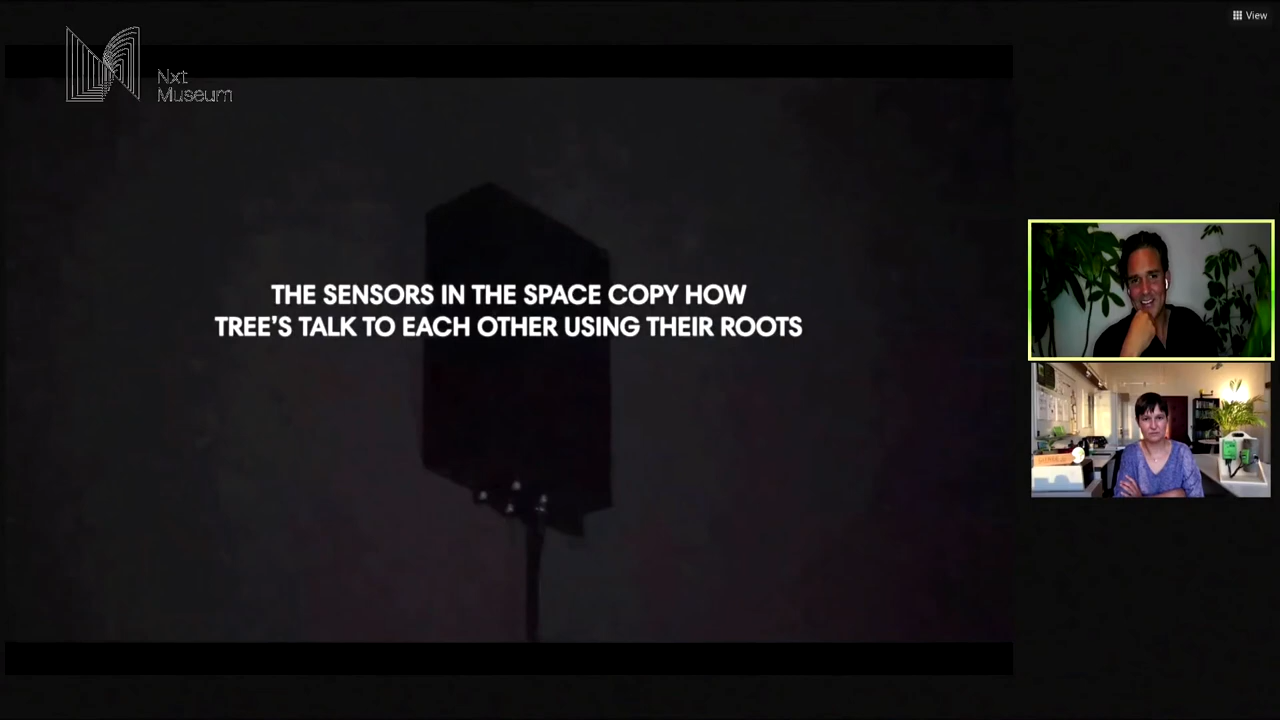 View
Nxt
Museum
THE SENSORS IN THE SPACE COPY HOW
TREE'S TALK TO EACH OTHER USING THEIR ROOTS